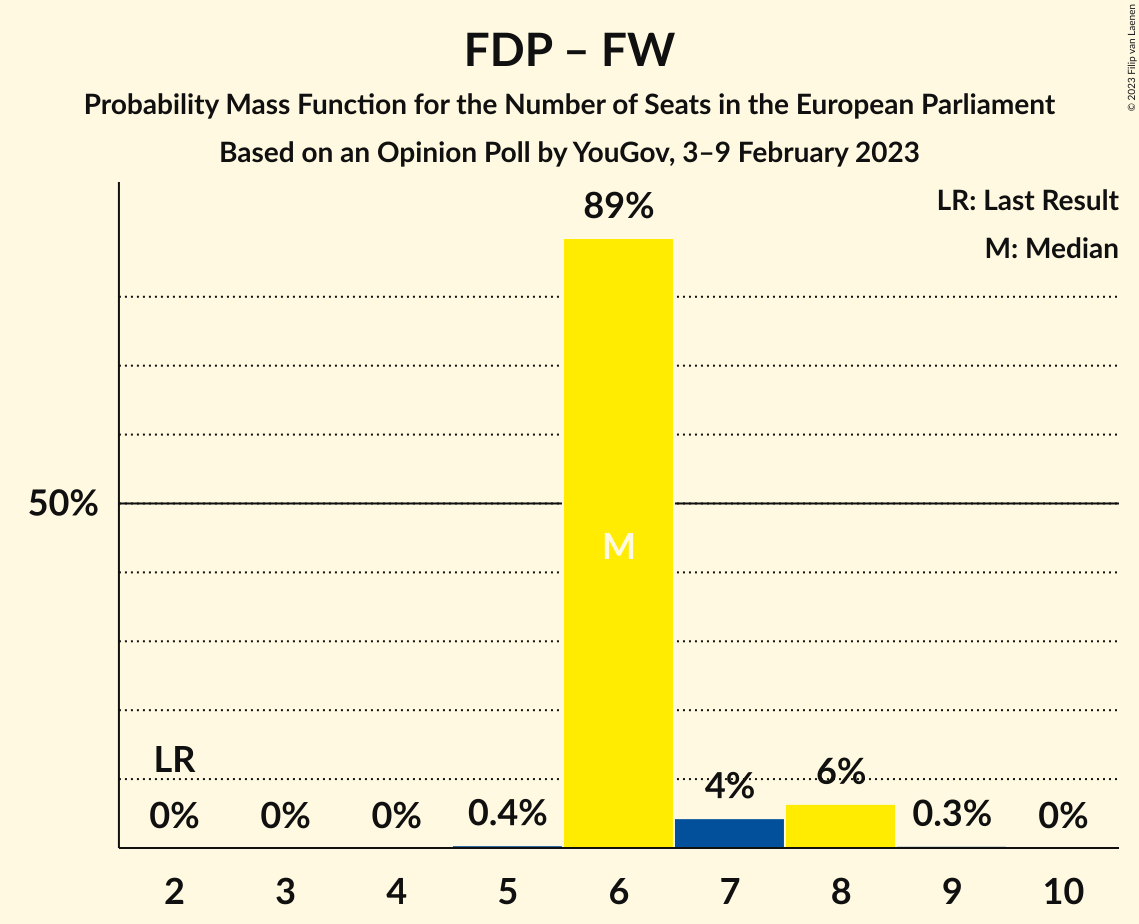 FDP – FW
Probability Mass Function for the Number of Seats in the European Parliament
Based on an Opinion Poll by YouGov, 3–9 February 2023
© 2023 Filip van Laenen
LR: Last Result
M: Median
89%
50%
M
LR
0%
0%
0%
0.4%
4%
6%
0.3%
0%
2 3 4 5 6 7 8 9 10